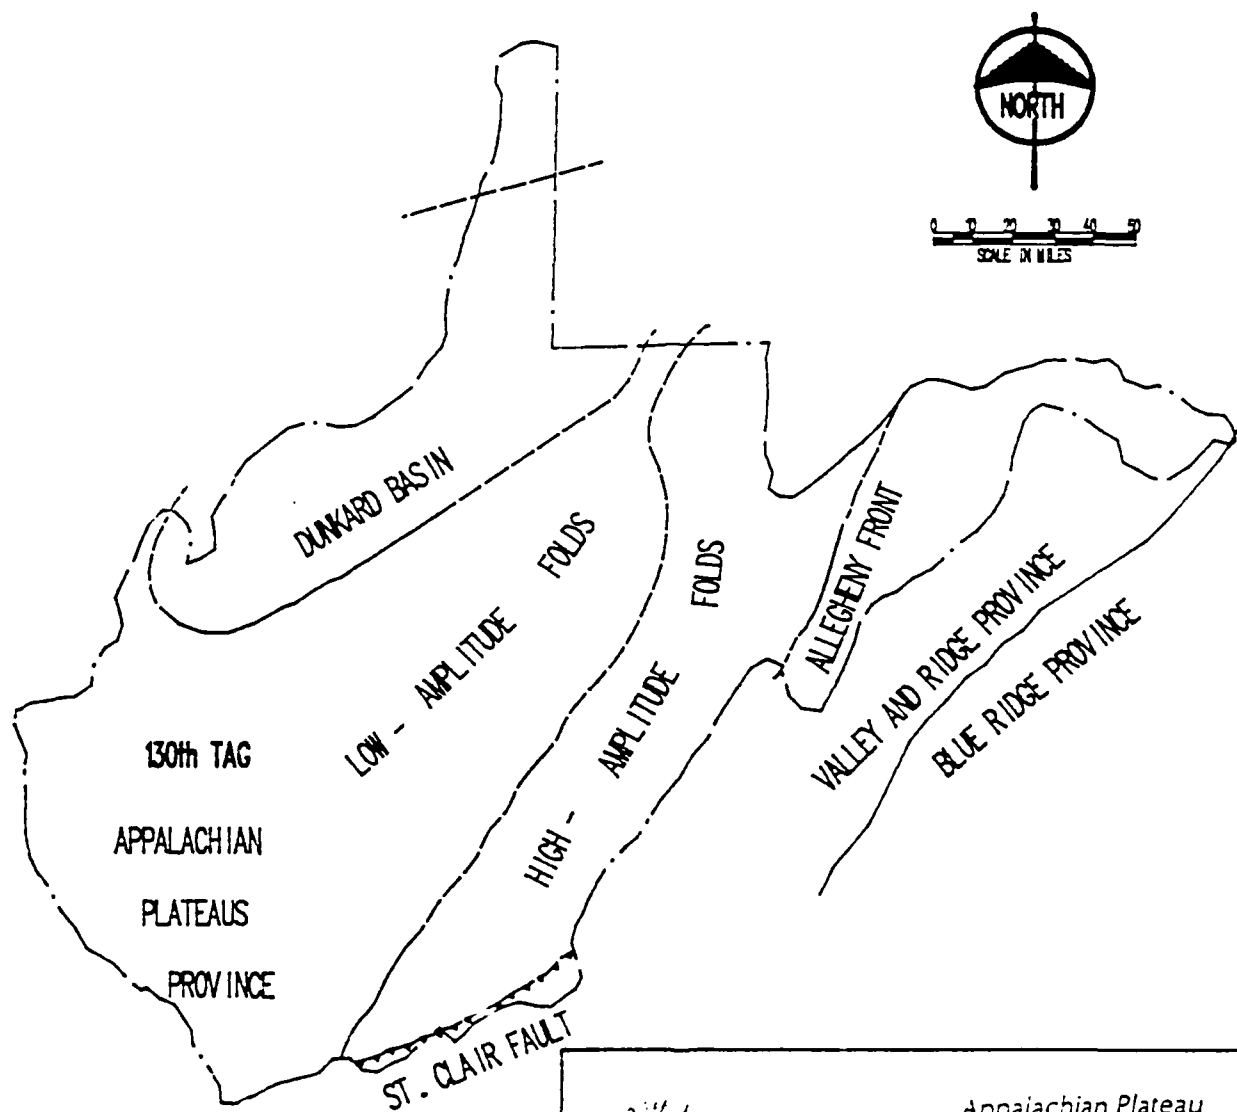 NORTH
0 10 20 30 40 50
SCALE IN MILES
DUNKARD BASIN
LOW - AMPLITUDE FOLDS
HIGH - AMPLITUDE FOLDS
ALLEGHENY FRONT
VALLEY AND RIDGE PROVINCE
BLUE RIDGE PROVINCE
130th TAG
APPALACHIAN
PLATEAUS
PROVINCE
ST. CLAIR FAULT
Appalachian Plateau